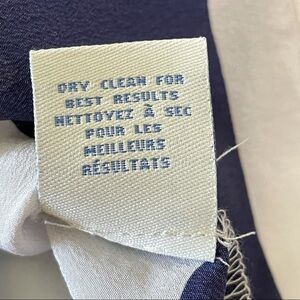 DRY CLEAN FOR
BEST RESULTS
NETTOYEZ À SEC
POUR LES
MEILLEURS
RÉSULTATS